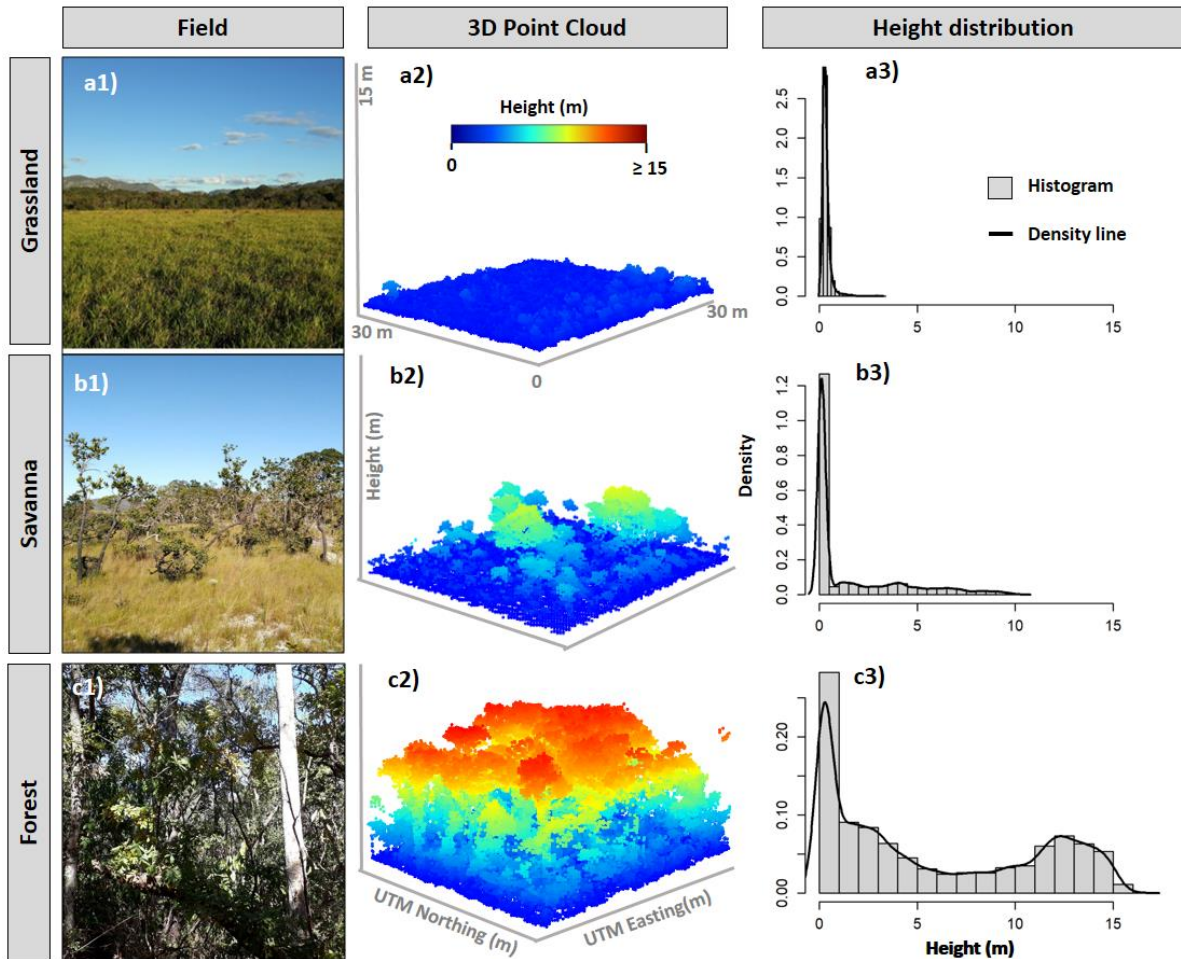 Field
3D Point Cloud
Height distribution
Grassland
a1)
a2)
15 m
Height (m)
0
≥ 15
30 m
0
30 m
a3)
2.5
2.0
1.5
1.0
0.5
0.0
Histogram
Density line
0 5 10 15
Savanna
b1)
b2)
Height (m)
b3)
Density
1.2
1.0
0.8
0.6
0.4
0.2
0.0
0 5 10 15
Forest
c1)
c2)
UTM Northing (m)
UTM Easting(m)
c3)
0.20
0.10
0.00
0 5 10 15
Height (m)